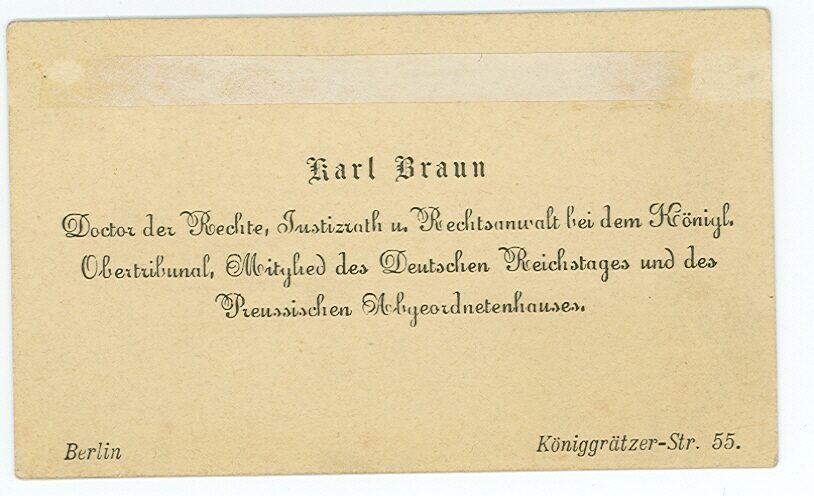 Karl Braun
Doctor der Rechte, Justizrath u. Rechtsanwalt bei dem Königl.
Obertribunal, Mitglied des Deutschen Reichstages und des
Preussischen Abgeordnetenhauses.
Berlin
Königgrätzer-Str. 55.